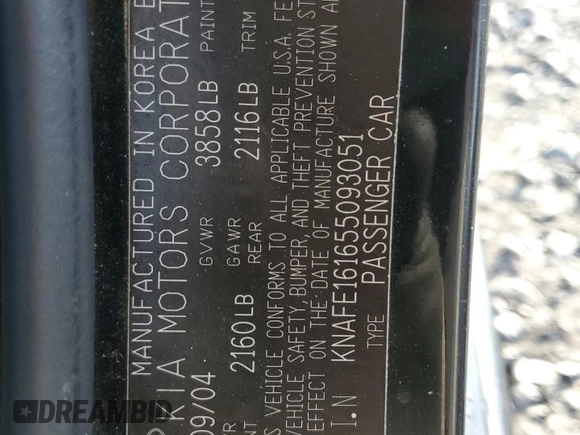 MANUFACTURED IN KOREA
KIA MOTORS CORPORAT
09/04 GVWR 3858LB PAINT
GAWR
2160LB REAR 2116LB TRIM
S VEHICLE CONFORMS TO ALL APPLICABLE U.S.A. FE
VEHICLE SAFETY, BUMPER, AND THEFT PREVENTION ST
EFFECT ON THE DATE OF MANUFACTURE SHOWN A
I.N KNAFE161655093051
TYPE PASSENGER CAR
DREAMBID